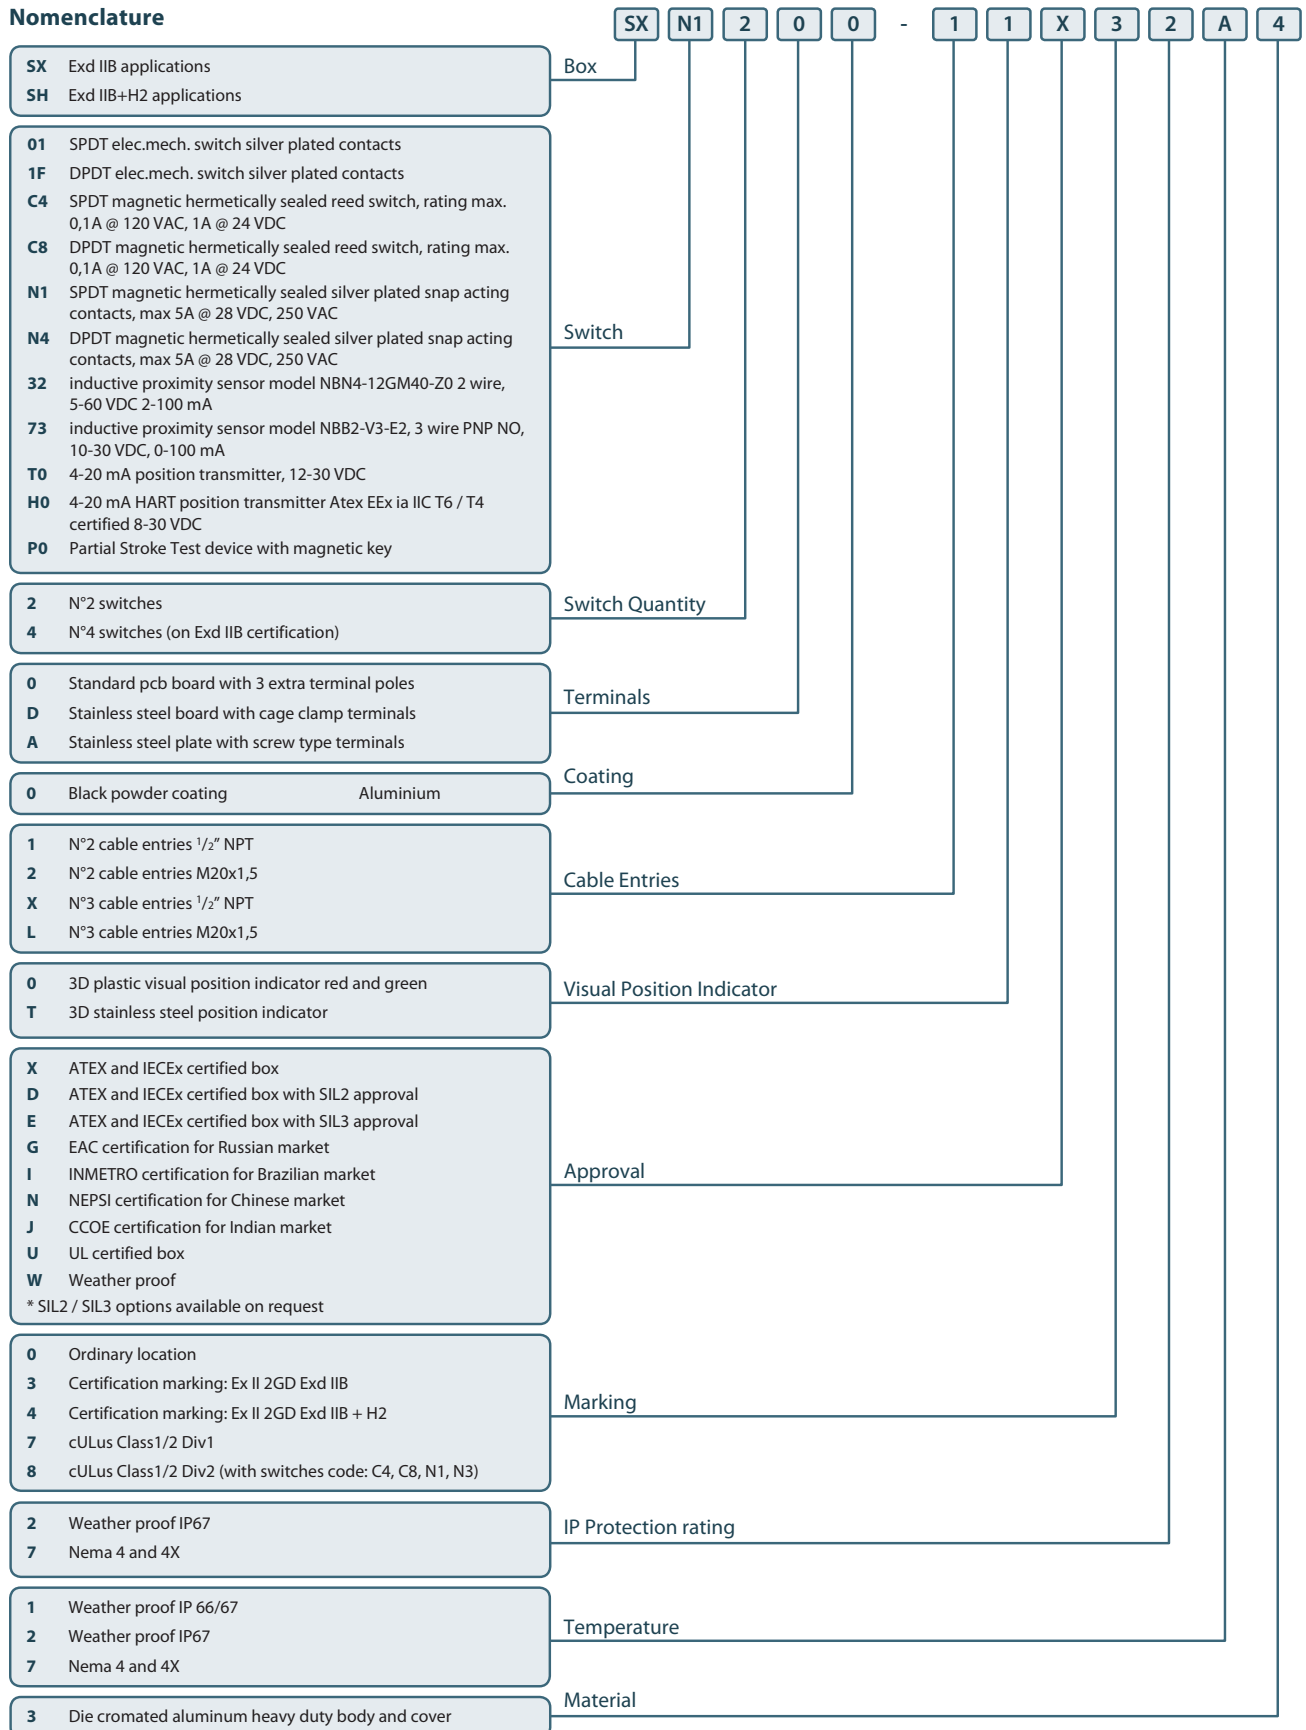 Nomenclature
SX N1 2 0 0 - 1 1 X 3 2 A 4
SX Exd IIB applications
SH Exd IIB+H2 applications
Box
01 SPDT elec.mech. switch silver plated contacts
1F DPDT elec.mech. switch silver plated contacts
C4 SPDT magnetic hermetically sealed reed switch, rating max.
0,1A @ 120 VAC, 1A @ 24 VDC
C8 DPDT magnetic hermetically sealed reed switch, rating max.
0,1A @ 120 VAC, 1A @ 24 VDC
N1 SPDT magnetic hermetically sealed silver plated snap acting
contacts, max 5A @ 28 VDC, 250 VAC
N4 DPDT magnetic hermetically sealed silver plated snap acting
contacts, max 5A @ 28 VDC, 250 VAC
32 inductive proximity sensor model NBN4-12GM40-Z0 2 wire,
5-60 VDC 2-100 mA
73 inductive proximity sensor model NBB2-V3-E2, 3 wire PNP NO,
10-30 VDC, 0-100 mA
T0 4-20 mA position transmitter, 12-30 VDC
H0 4-20 mA HART position transmitter Atex EEx ia IIC T6 / T4
certified 8-30 VDC
P0 Partial Stroke Test device with magnetic key
Switch
2 N°2 switches
4 N°4 switches (on Exd IIB certification)
Switch Quantity
0 Standard pcb board with 3 extra terminal poles
D Stainless steel board with cage clamp terminals
A Stainless steel plate with screw type terminals
Terminals
0 Black powder coating Aluminium
Coating
1 N°2 cable entries 1/2” NPT
2 N°2 cable entries M20x1,5
X N°3 cable entries 1/2” NPT
L N°3 cable entries M20x1,5
Cable Entries
0 3D plastic visual position indicator red and green
T 3D stainless steel position indicator
Visual Position Indicator
X ATEX and IECEx certified box
D ATEX and IECEx certified box with SIL2 approval
E ATEX and IECEx certified box with SIL3 approval
G EAC certification for Russian market
I INMETRO certification for Brazilian market
N NEPSI certification for Chinese market
J CCOE certification for Indian market
U UL certified box
W Weather proof
* SIL2 / SIL3 options available on request
Approval
0 Ordinary location
3 Certification marking: Ex II 2GD Exd IIB
4 Certification marking: Ex II 2GD Exd IIB + H2
7 cULus Class1/2 Div1
8 cULus Class1/2 Div2 (with switches code: C4, C8, N1, N3)
Marking
2 Weather proof IP67
7 Nema 4 and 4X
IP Protection rating
1 Weather proof IP 66/67
2 Weather proof IP67
7 Nema 4 and 4X
Temperature
3 Die cromated aluminum heavy duty body and cover
Material